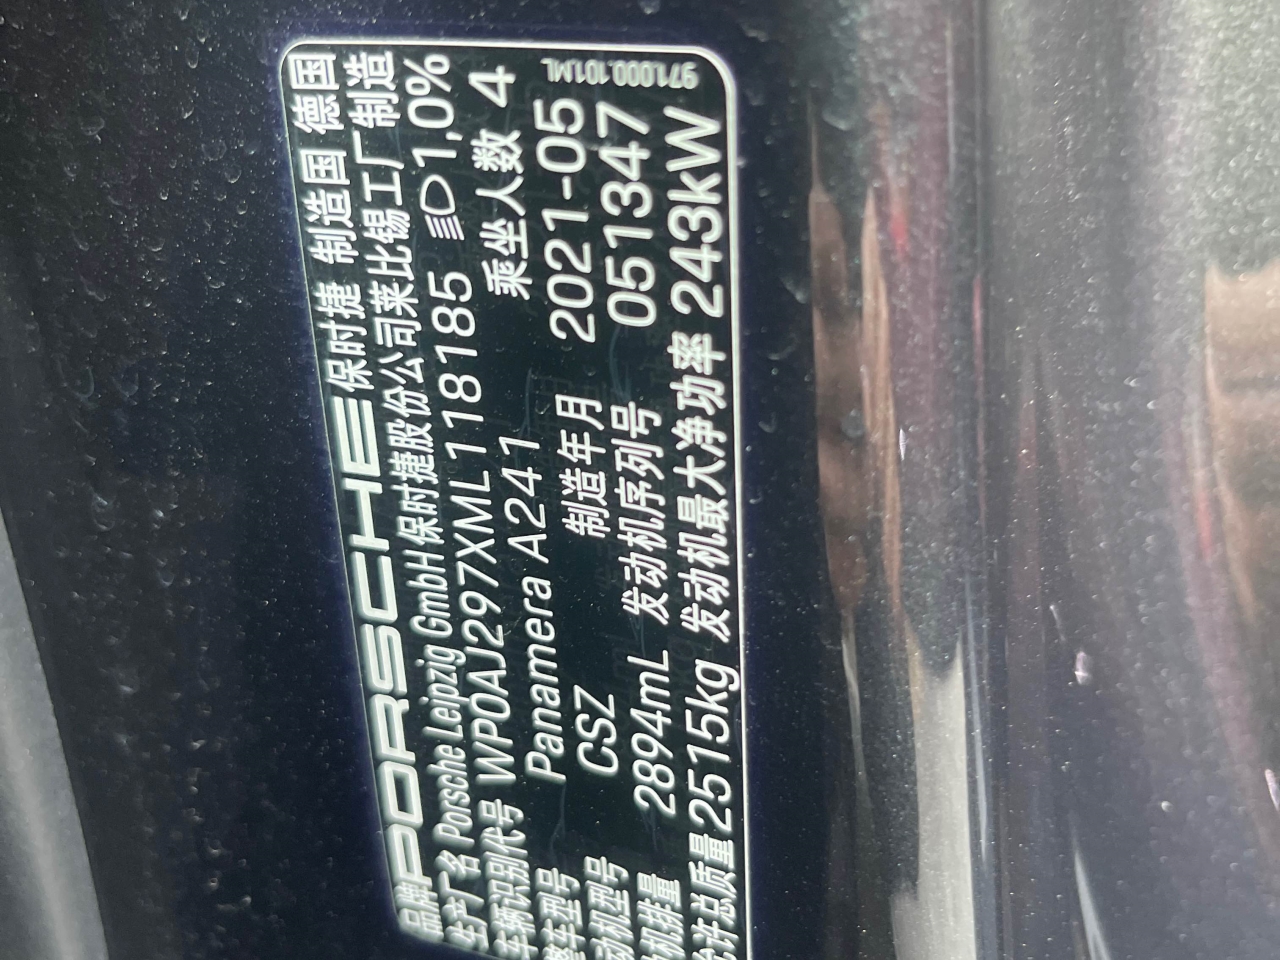 品牌 PORSCHE 保时捷 制造国 德国
生产厂名 Porsche Leipzig GmbH 保时捷股份公司莱比锡工厂制造
车辆识别代号 WP0AJ297XML118185 1,0%
整车型号 Panamera A241 乘坐人数 4
发动机型号 CSZ 制造年月 2021-05
发动机排量 2894mL 发动机序列号 051347
允许总质量 2515kg 发动机最大净功率 243kW
971.000.101.ML